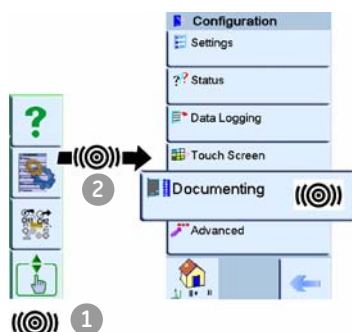 Configuration
Settings
?? Status
Data Logging
Touch Screen
Documenting
Advanced
?
2
1